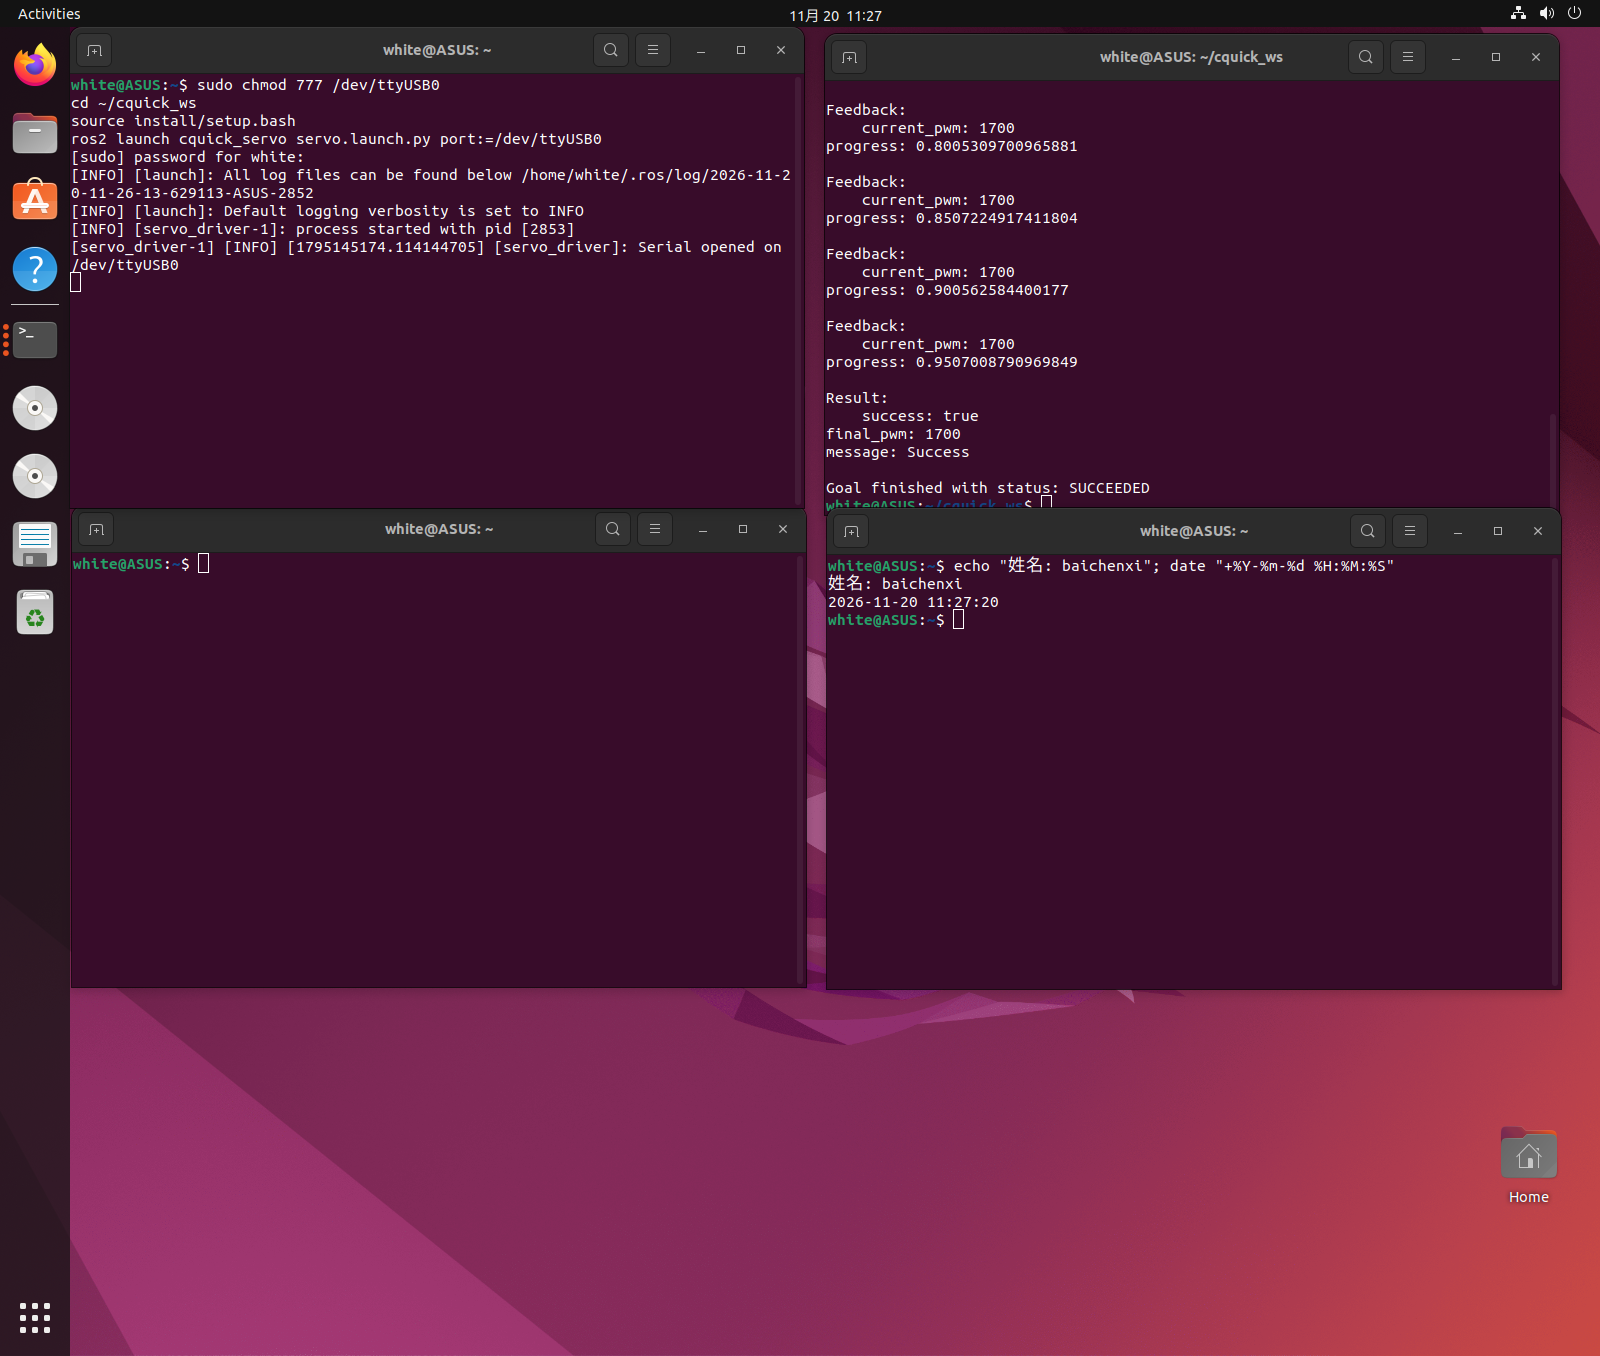 Activities
11月 20 11:27
white@ASUS: ~
white@ASUS:~$ sudo chmod 777 /dev/ttyUSB0
cd ~/cquick_ws
source install/setup.bash
ros2 launch cquick_servo servo.launch.py port:=/dev/ttyUSB0
[sudo] password for white:
[INFO] [launch]: All log files can be found below /home/white/.ros/log/2026-11-2
0-11-26-13-629113-ASUS-2852
[INFO] [launch]: Default logging verbosity is set to INFO
[INFO] [servo_driver-1]: process started with pid [2853]
[servo_driver-1] [INFO] [1795145174.114144705] [servo_driver]: Serial opened on
/dev/ttyUSB0
white@ASUS: ~/cquick_ws
Feedback:
    current_pwm: 1700
progress: 0.8005309700965881
Feedback:
    current_pwm: 1700
progress: 0.8507224917411804
Feedback:
    current_pwm: 1700
progress: 0.900562584400177
Feedback:
    current_pwm: 1700
progress: 0.9507008790969849
Result:
    success: true
final_pwm: 1700
message: Success
Goal finished with status: SUCCEEDED
white@ASUS:~/cquick_ws$
white@ASUS: ~
white@ASUS:~$
white@ASUS: ~
white@ASUS:~$ echo "姓名: baichenxi"; date "+%Y-%m-%d %H:%M:%S"
姓名: baichenxi
2026-11-20 11:27:20
white@ASUS:~$
Home